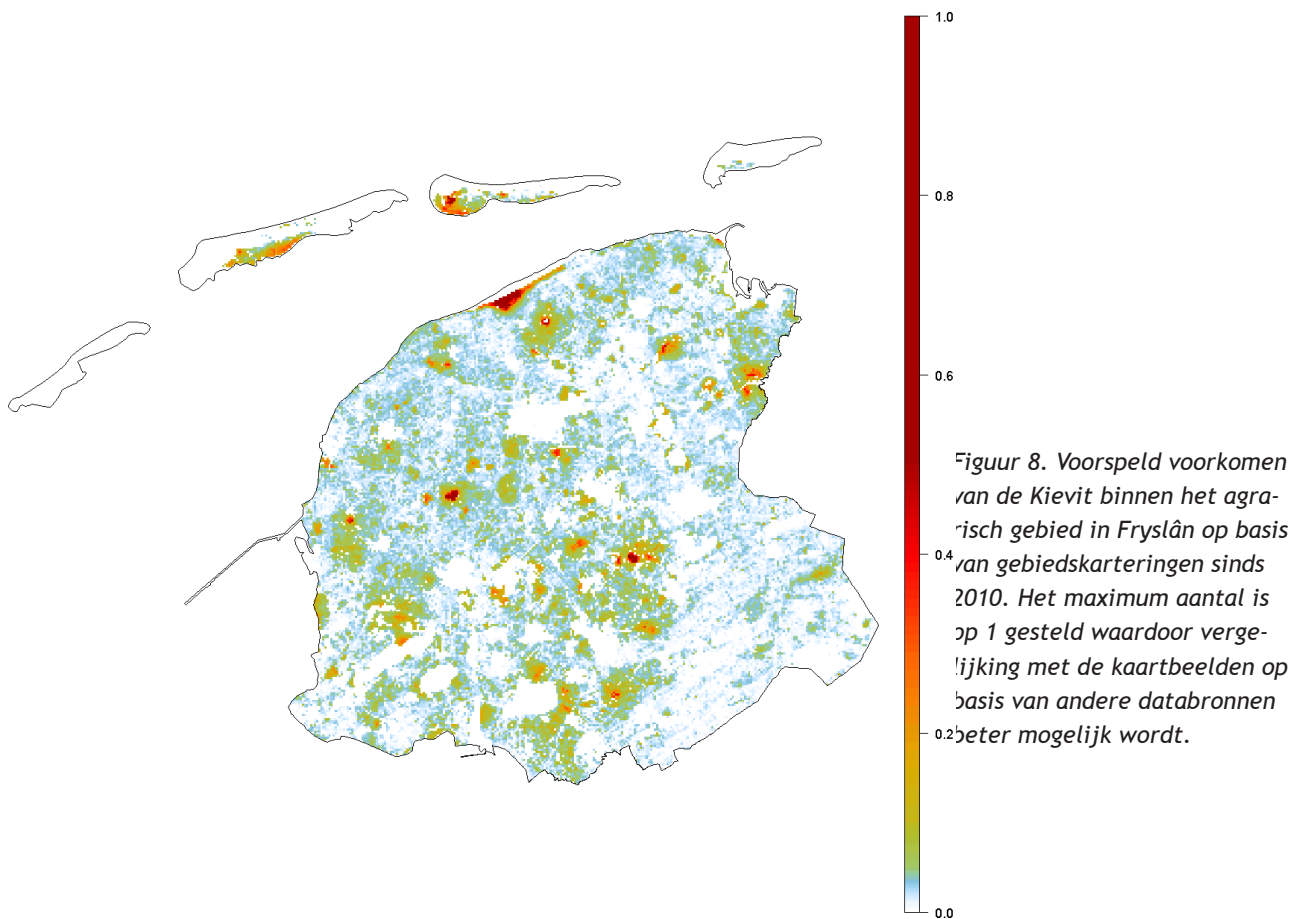 1.0
0.8
0.6
0.4
0.2
0.0
Figuur 8. Voorspeld voorkomen
van de Kievit binnen het agra-
risch gebied in Fryslân op basis
van gebiedskarteringen sinds
2010. Het maximum aantal is
op 1 gesteld waardoor verge-
lijking met de kaartbeelden op
basis van andere databronnen
beter mogelijk wordt.